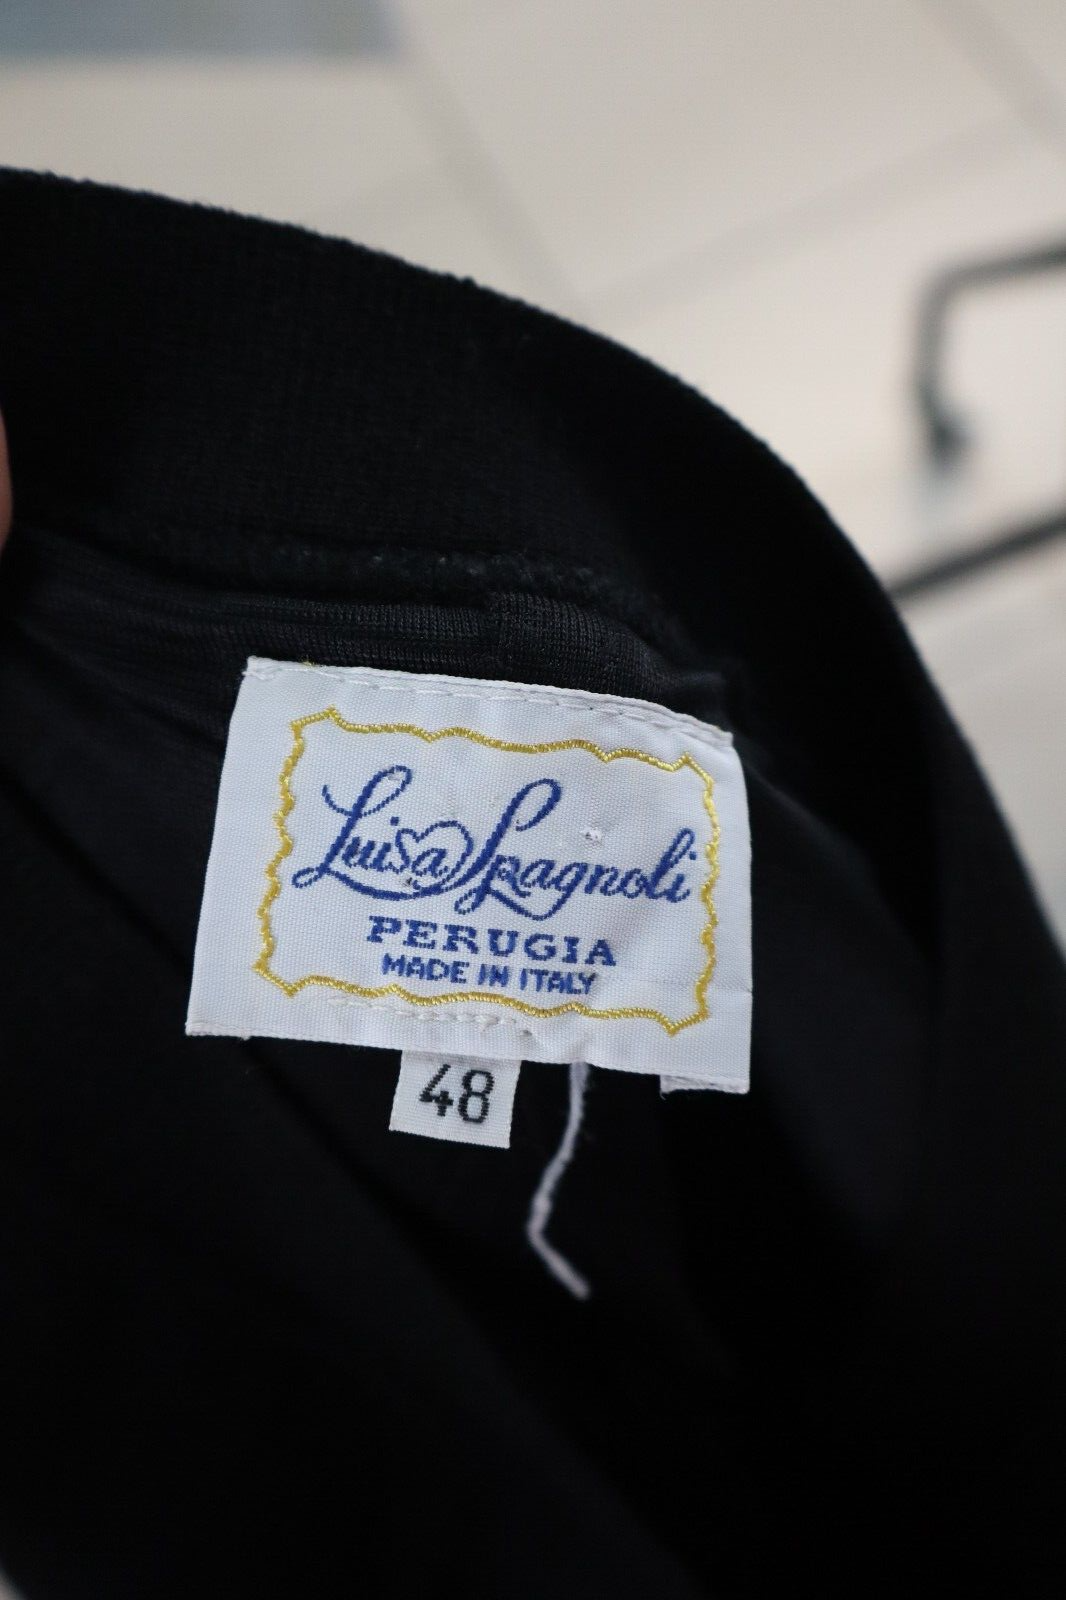 Luisa Spagnoli
PERUGIA
MADE IN ITALY
48